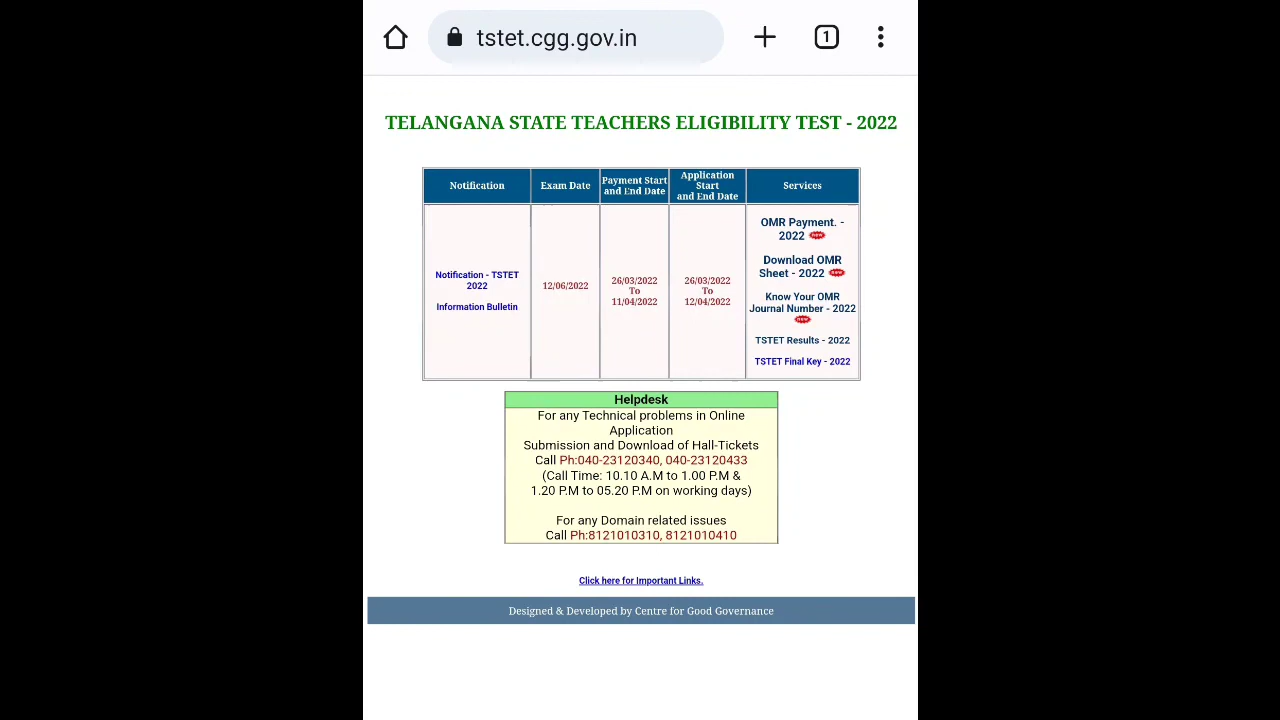 tstet.cgg.gov.in
1
TELANGANA STATE TEACHERS ELIGIBILITY TEST - 2022
Notification
Exam Date
Payment Start
and End Date
Application
Start
and End Date
Services
Notification - TSTET
2022
Information Bulletin
12/06/2022
26/03/2022
To
11/04/2022
26/03/2022
To
12/04/2022
OMR Payment. -
2022 new
Download OMR
Sheet - 2022 new
Know Your OMR
Journal Number - 2022
new
TSTET Results - 2022
TSTET Final Key - 2022
Helpdesk
For any Technical problems in Online
Application
Submission and Download of Hall-Tickets
Call Ph:040-23120340, 040-23120433
(Call Time: 10.10 A.M to 1.00 P.M &
1.20 P.M to 05.20 P.M on working days)
For any Domain related issues
Call Ph:8121010310, 8121010410
Click here for Important Links.
Designed & Developed by Centre for Good Governance